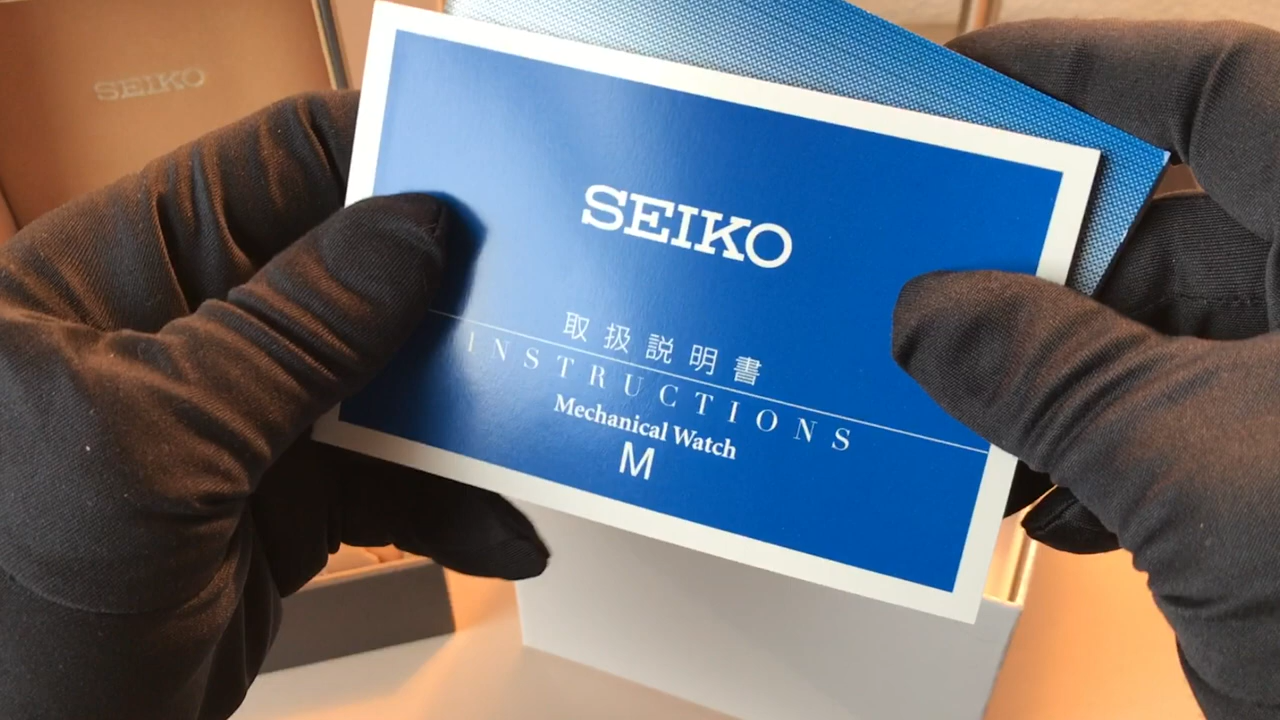 SEIKO
SEIKO
取扱説明書
INSTRUCTIONS
Mechanical Watch
M